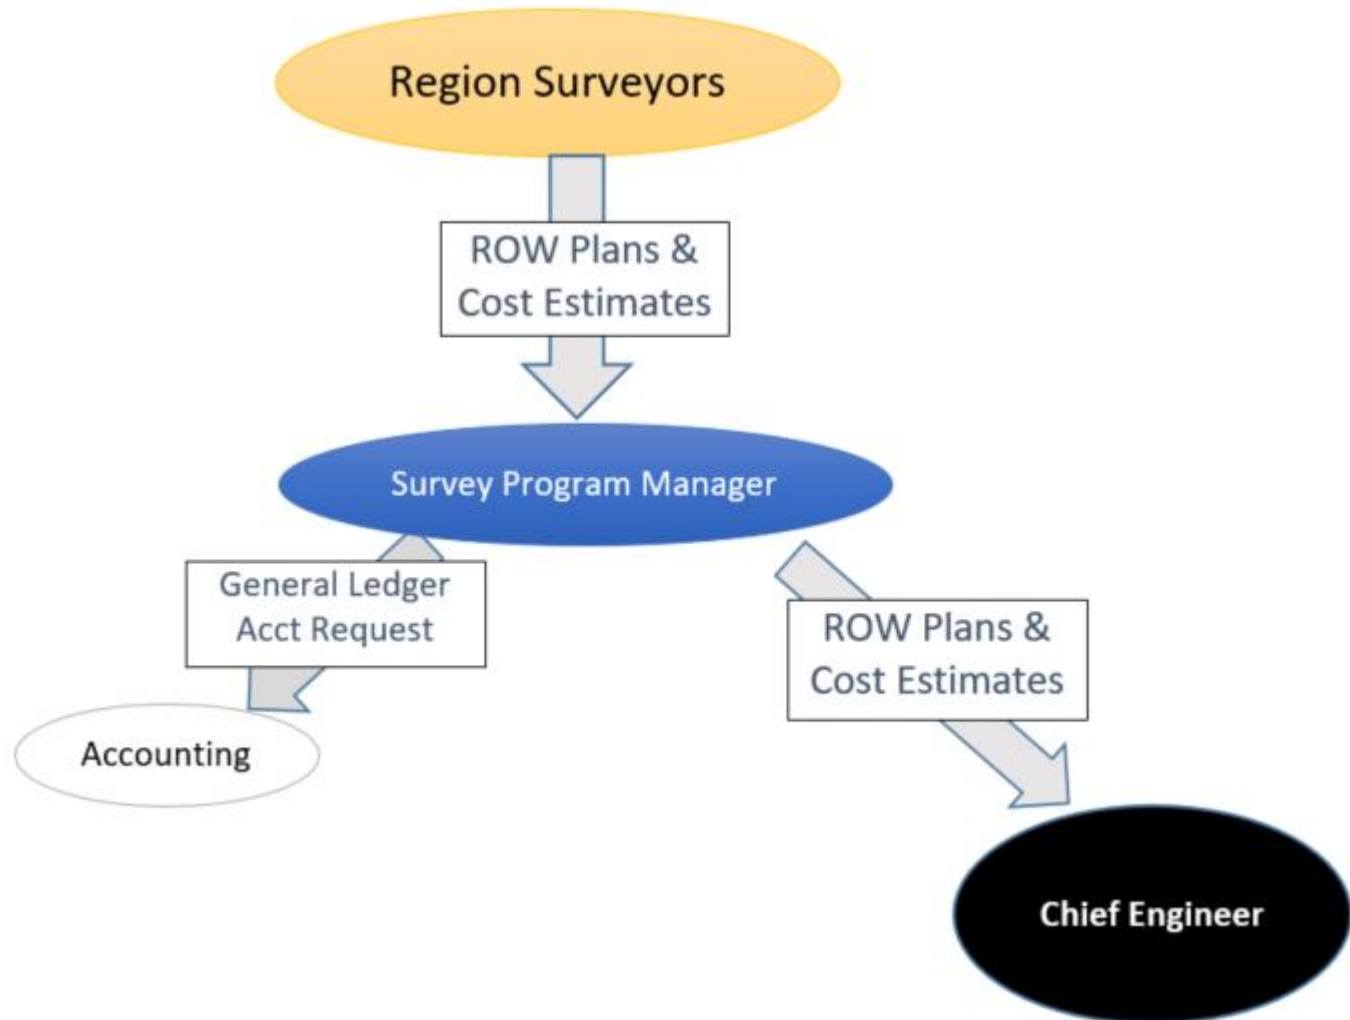 Region Surveyors
ROW Plans &
Cost Estimates
Survey Program Manager
General Ledger
Acct Request
ROW Plans &
Cost Estimates
Accounting
Chief Engineer